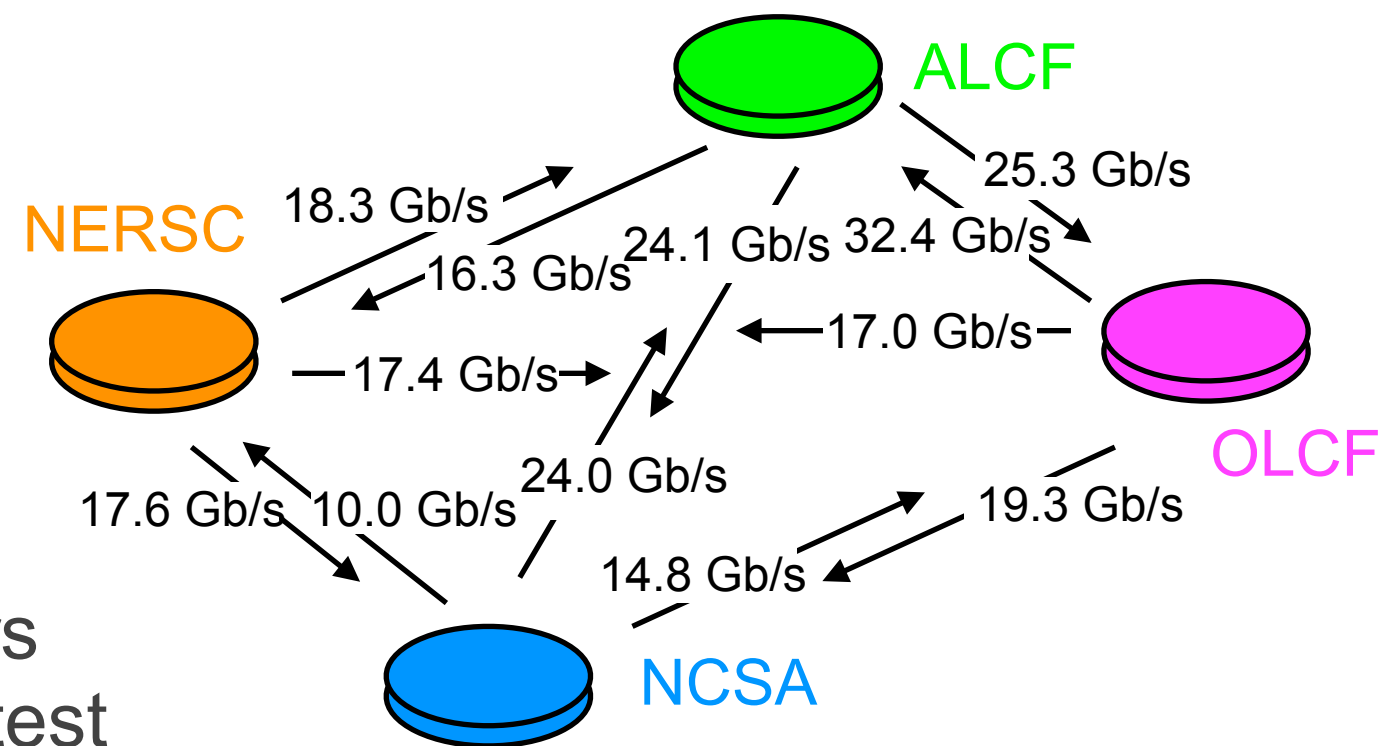 ALCF
25.3 Gb/s
18.3 Gb/s
NERSC
24.1 Gb/s
32.4 Gb/s
16.3 Gb/s
17.0 Gb/s
17.4 Gb/s
OLCF
24.0 Gb/s
17.6 Gb/s
10.0 Gb/s
19.3 Gb/s
14.8 Gb/s
NCSA